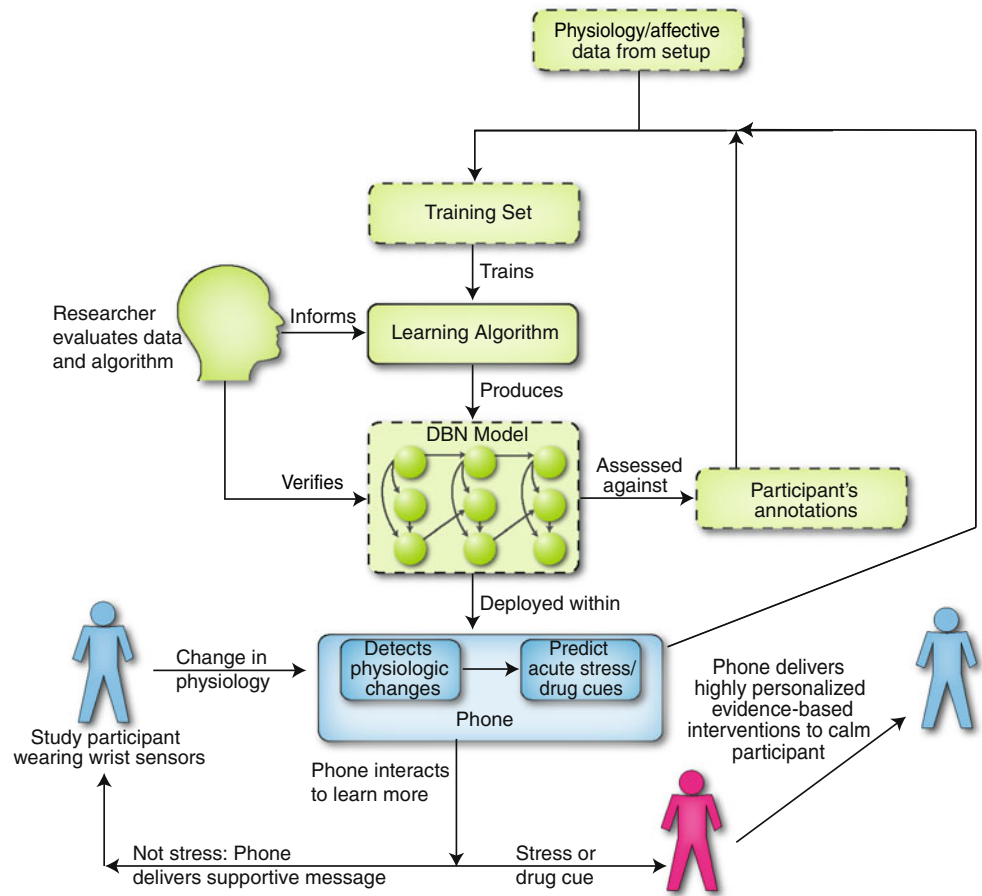 Physiology/affective
data from setup
Training Set
Trains
Researcher
evaluates data
and algorithm
Informs
Learning Algorithm
Produces
DBN Model
Verifies
Assessed
against
Participant's
annotations
Deployed within
Change in
physiology
Detects
physiologic
changes
Predict
acute stress/
drug cues
Phone
Study participant
wearing wrist sensors
Phone delivers
highly personalized
evidence-based
interventions to calm
participant
Phone interacts
to learn more
Not stress: Phone
delivers supportive message
Stress or
drug cue